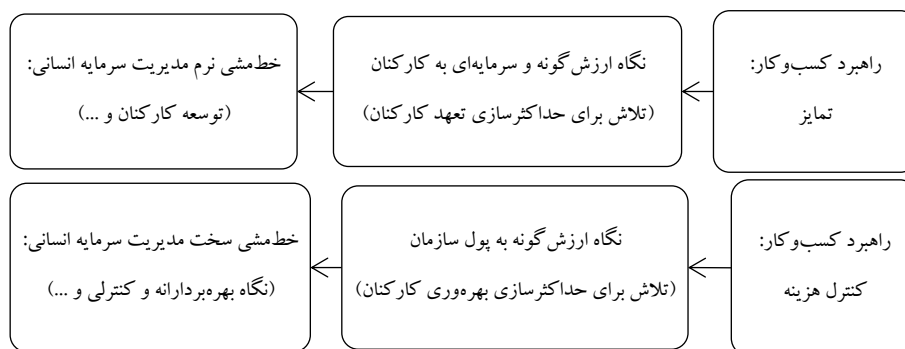 راهبرد کسب‌وکار:
تمایز
نگاه ارزش‌گونه و سرمایه‌ای به کارکنان
(تلاش برای حداکثرسازی تعهد کارکنان)
خط‌مشی نرم مدیریت سرمایه انسانی:
(توسعه کارکنان و ...)
راهبرد کسب‌وکار:
کنترل هزینه
نگاه ارزش‌گونه به پول سازمان
(تلاش برای حداکثرسازی بهره‌وری کارکنان)
خط‌مشی سخت مدیریت سرمایه انسانی:
(نگاه بهره‌بردارانه و کنترلی و ...)